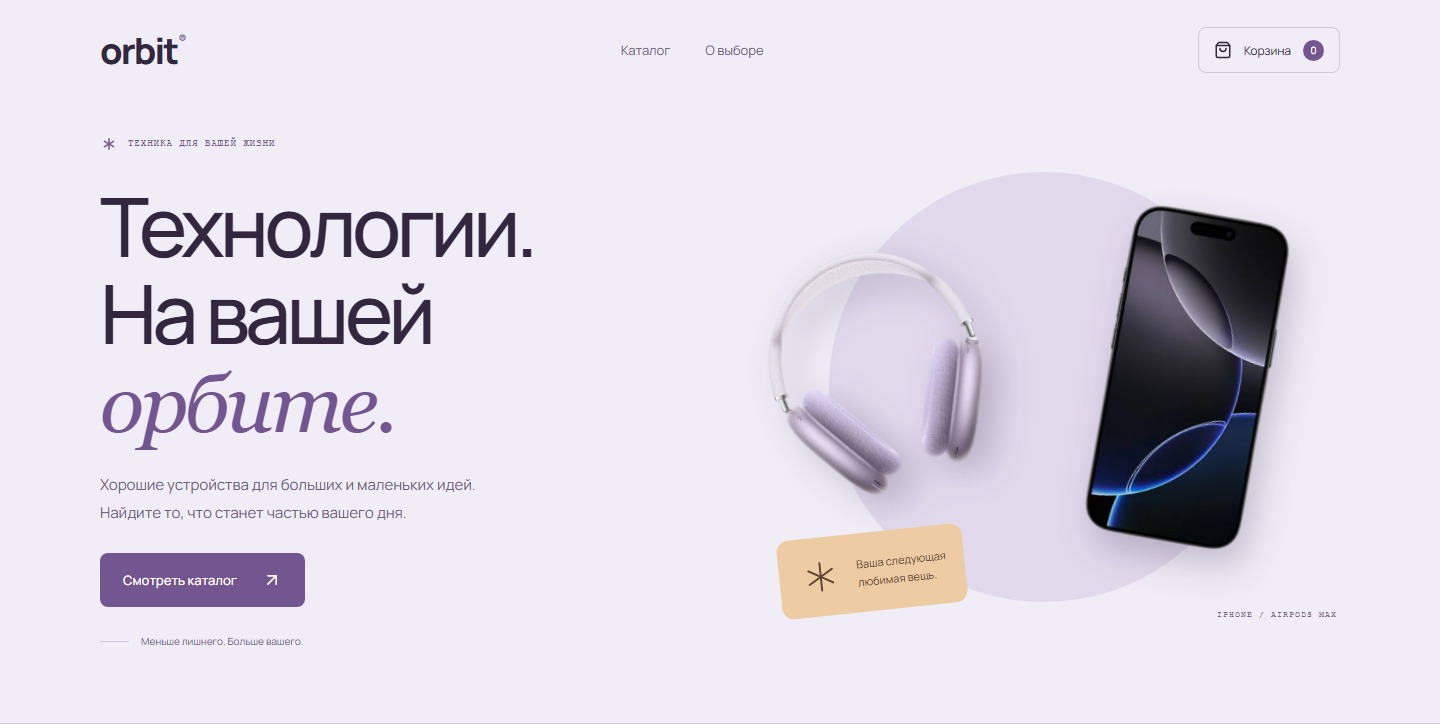 orbit®
Каталог
О выборе
Корзина
0
ТЕХНИКА ДЛЯ ВАШЕЙ ЖИЗНИ
Технологии.
На вашей
орбите.
Хорошие устройства для больших и маленьких идей.
Найдите то, что станет частью вашего дня.
Смотреть каталог
Меньше лишнего. Больше вашего.
Ваша следующая
любимая вещь.
IPHONE / AIRPODS MAX